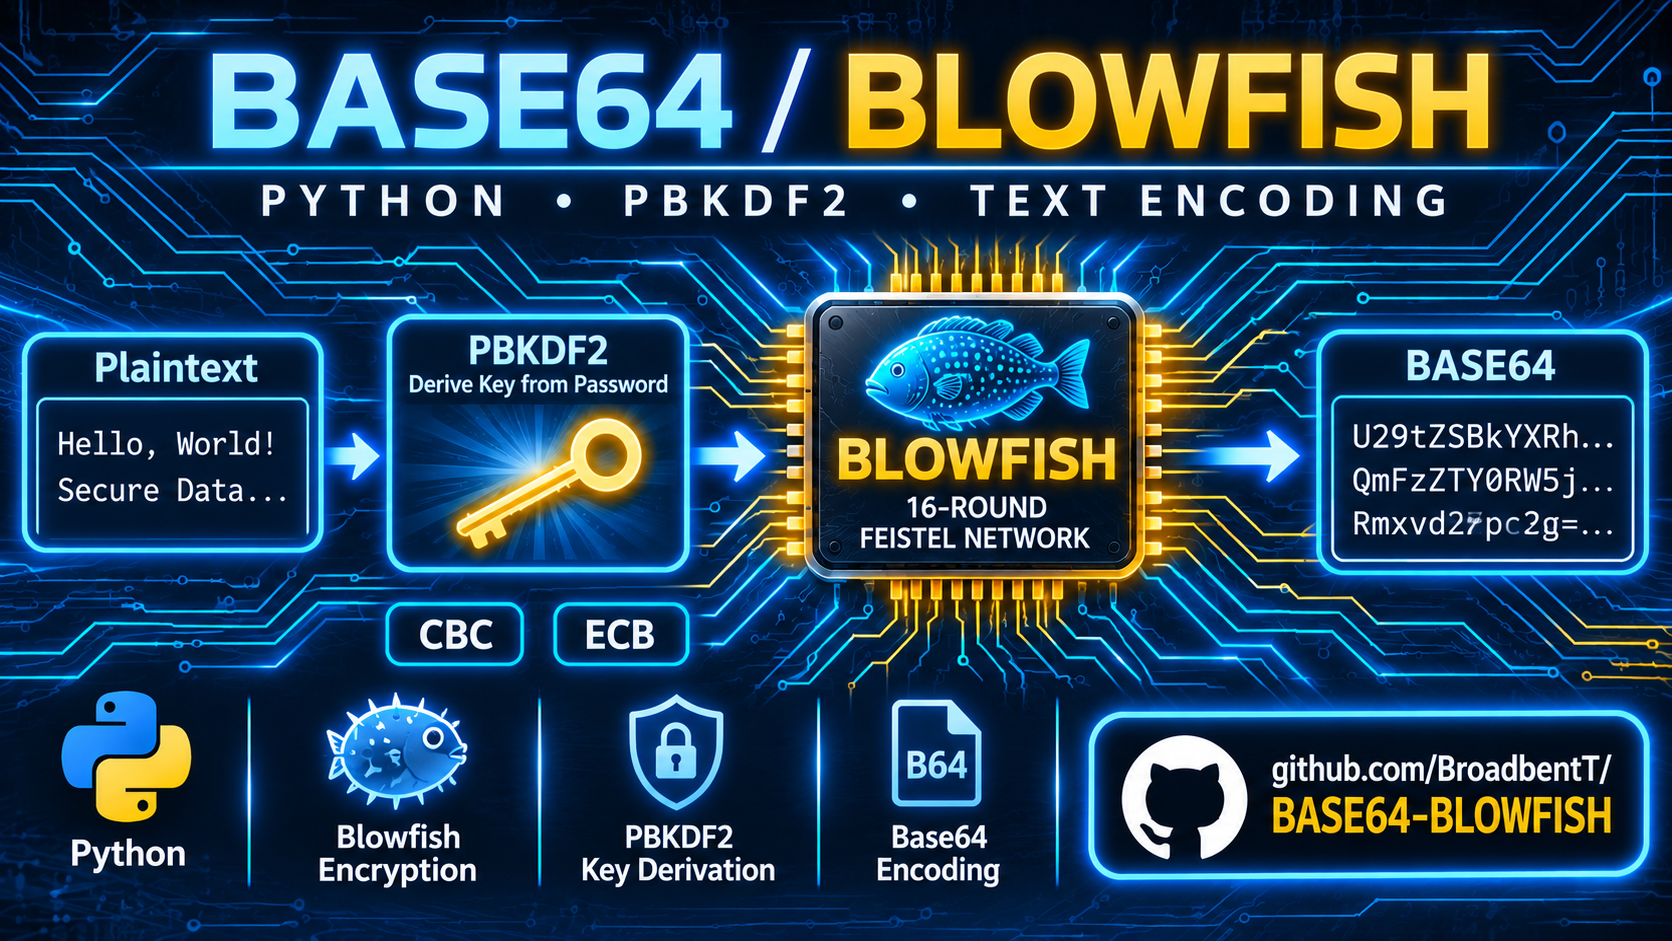 BASE64 / BLOWFISH
PYTHON • PBKDF2 • TEXT ENCODING
Plaintext
Hello, World!
Secure Data...
PBKDF2
Derive Key from Password
CBC
ECB
BLOWFISH
16-ROUND
FEISTEL NETWORK
BASE64
U29tZSBkYXRh...
QmFzZTY0RW5j...
Python
Blowfish
Encryption
PBKDF2
Key Derivation
B64
Base64
Encoding
github.com/BroadbentT/
BASE64-BLOWFISH